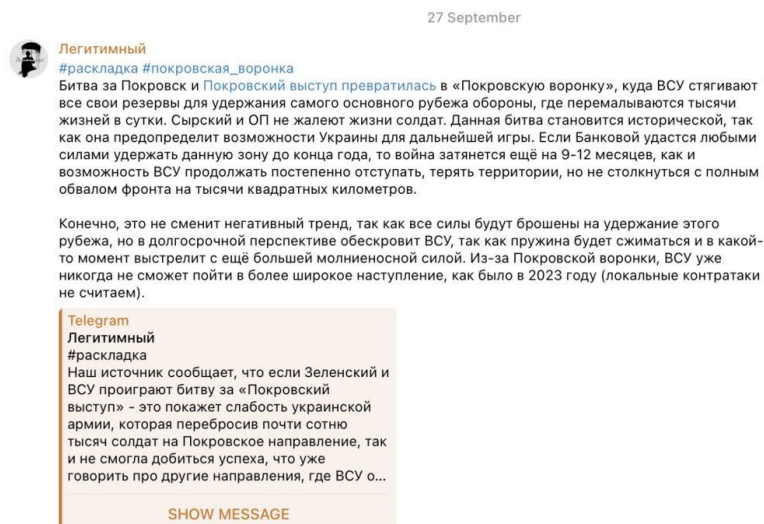 27 September
Легитимный
#раскладка #покровская_воронка
Битва за Покровск и Покровский выступ превратилась в «Покровскую воронку», куда ВСУ стягивают
все свои резервы для удержания самого основного рубежа обороны, где перемалываются тысячи
жизней в сутки. Сырский и ОП не жалеют жизни солдат. Данная битва становится исторической, так
как она предопределит возможности Украины для дальнейшей игры. Если Банковой удастся любыми
силами удержать данную зону до конца года, то война затянется ещё на 9-12 месяцев, как и
возможность ВСУ продолжать постепенно отступать, терять территории, но не столкнуться с полным
обвалом фронта на тысячи квадратных километров.
Конечно, это не сменит негативный тренд, так как все силы будут брошены на удержание этого
рубежа, но в долгосрочной перспективе обескровит ВСУ, так как пружина будет сжиматься и в какой-
то момент выстрелит с ещё большей молниеносной силой. Из-за Покровской воронки, ВСУ уже
никогда не сможет пойти в более широкое наступление, как было в 2023 году (локальные контратаки
не считаем).
Telegram
Легитимный
#раскладка
Наш источник сообщает, что если Зеленский и
ВСУ проиграют битву за «Покровский
выступ» - это покажет слабость украинской
армии, которая перебросив почти сотню
тысяч солдат на Покровское направление, так
и не смогла добиться успеха, что уже
говорить про другие направления, где ВСУ о...
SHOW MESSAGE